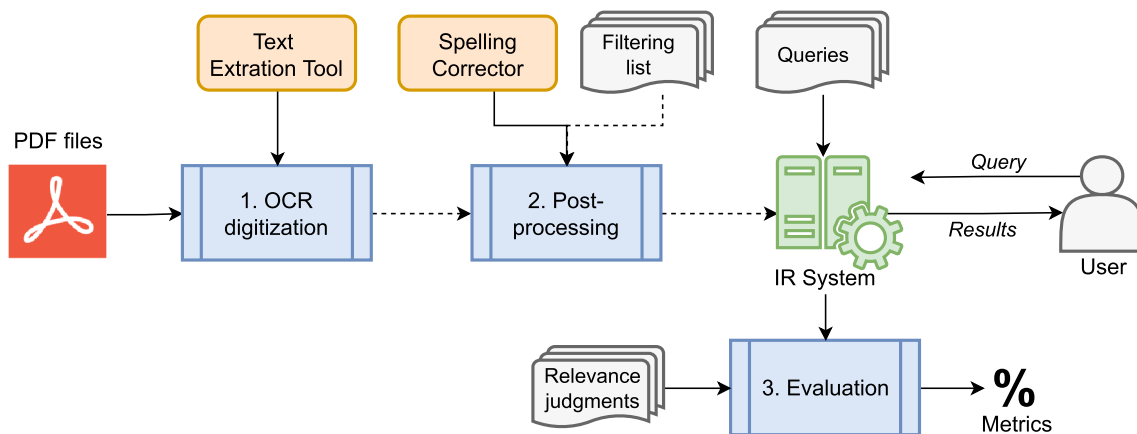 Text
Extration Tool
Spelling
Corrector
Filtering
list
Queries
PDF files
1. OCR
digitization
2. Post-
processing
Query
Results
IR System
User
Relevance
judgments
3. Evaluation
%
Metrics